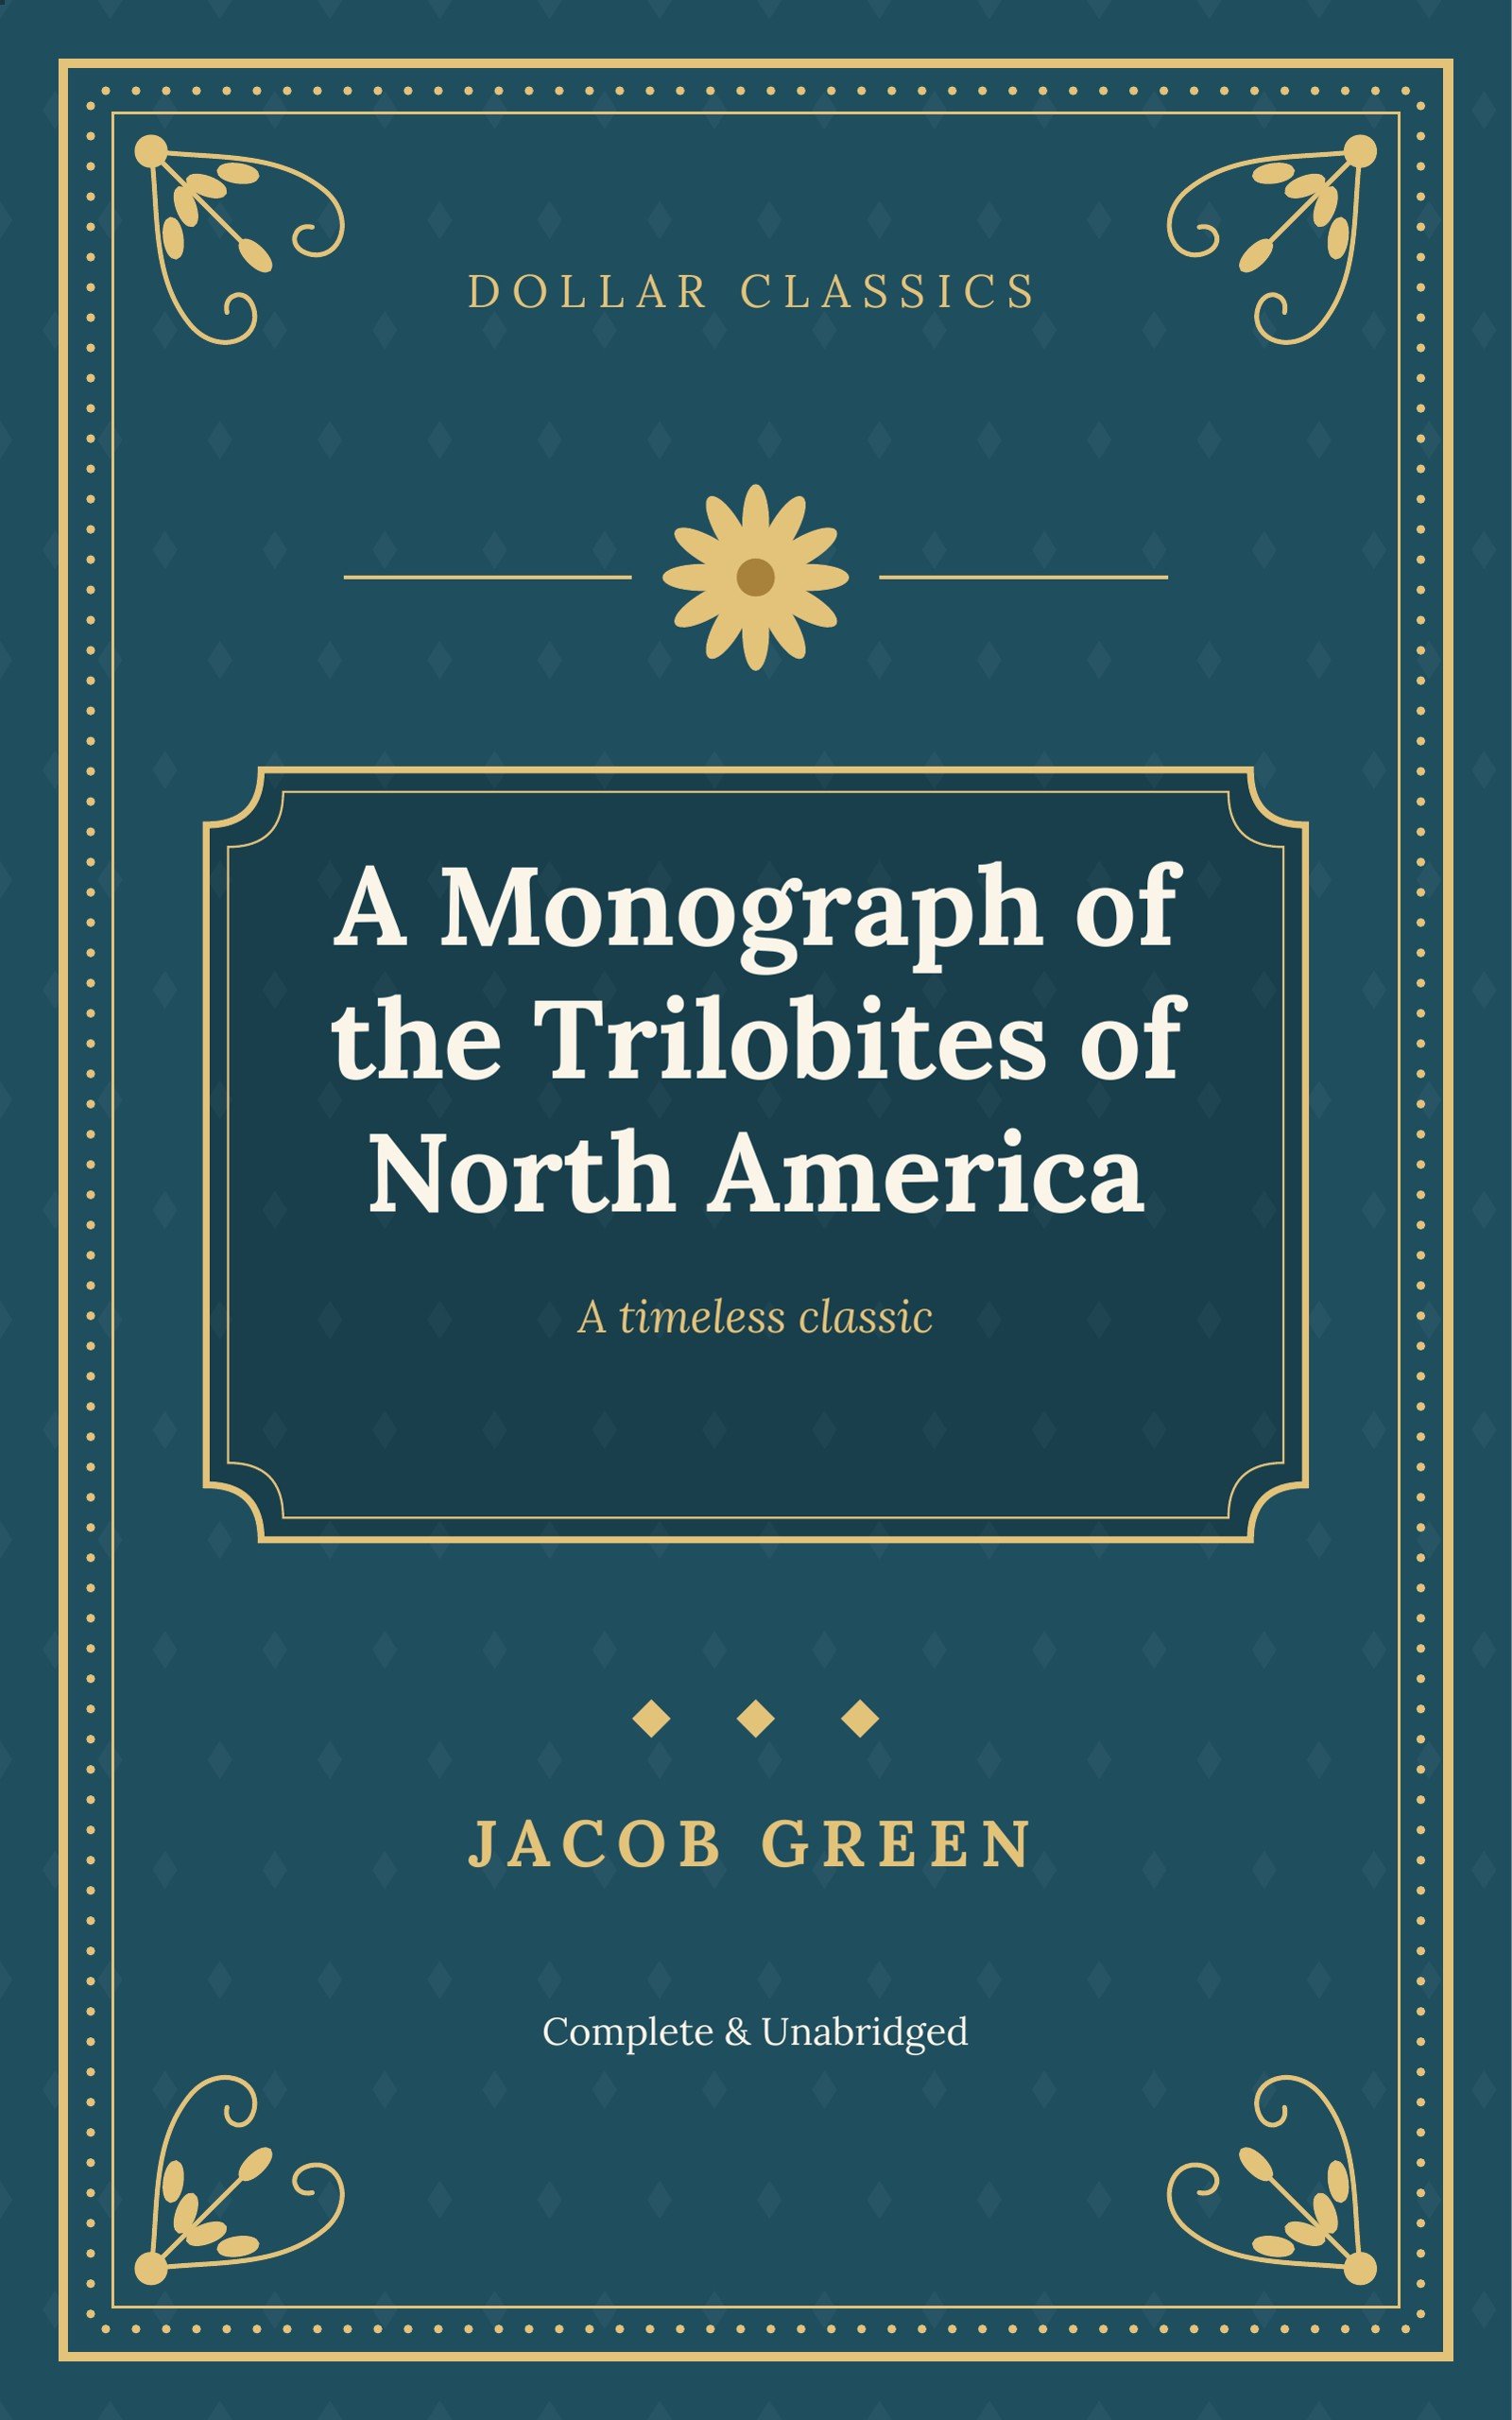 DOLLAR CLASSICS
A Monograph of
the Trilobites of
North America
A timeless classic
JACOB GREEN
Complete & Unabridged